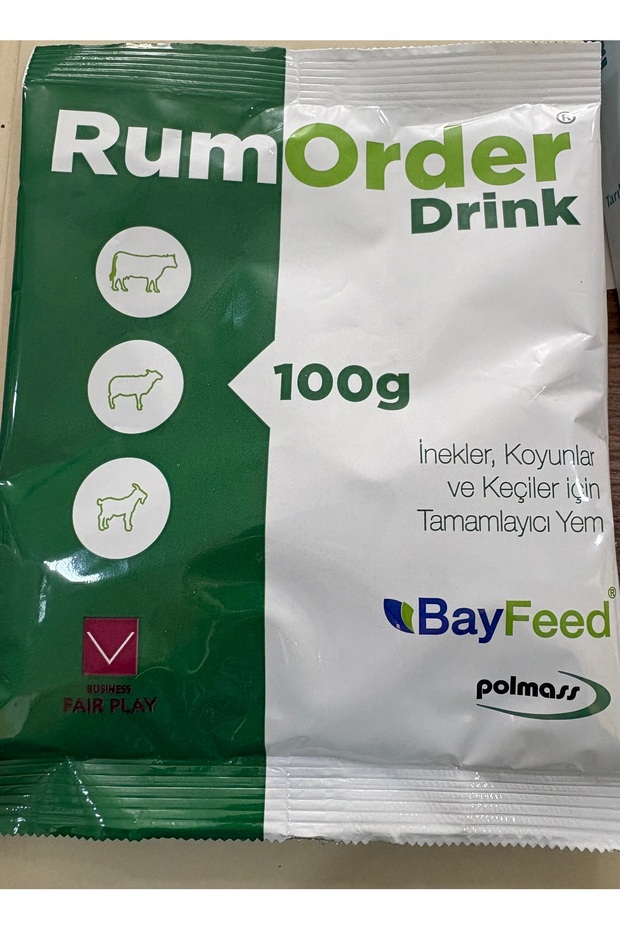 RumOrder®
Drink
100g
İnekler, Koyunlar
ve Keçiler için
Tamamlayıcı Yem
BayFeed®
polmass
BUSINESS
FAIR PLAY